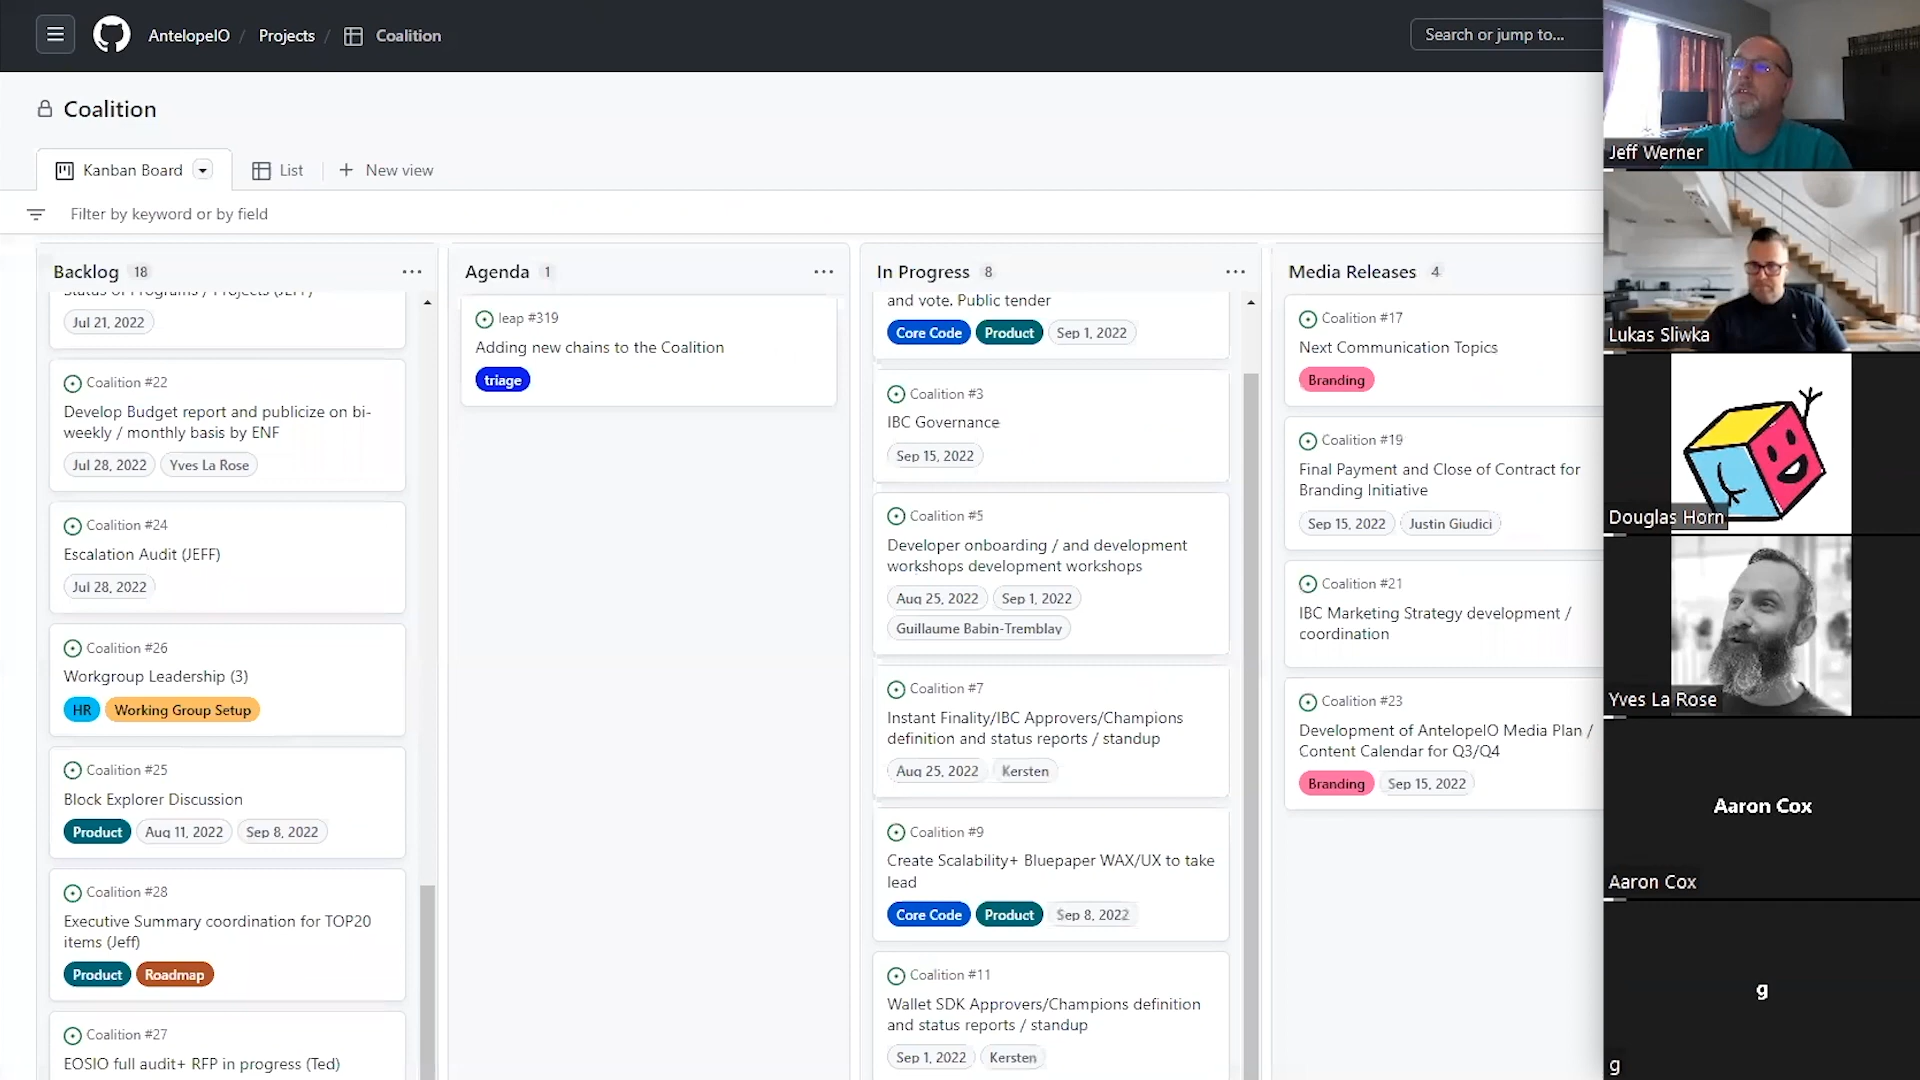 AntelopeIO / Projects / Coalition
Search or jump to...
Coalition
Kanban Board
List
New view
Filter by keyword or by field
Backlog 18
Status of Programs / Projects (JEFF)
Jul 21, 2022
Coalition #22
Develop Budget report and publicize on bi-
weekly / monthly basis by ENF
Jul 28, 2022 Yves La Rose
Coalition #24
Escalation Audit (JEFF)
Jul 28, 2022
Coalition #26
Workgroup Leadership (3)
HR Working Group Setup
Coalition #25
Block Explorer Discussion
Product Aug 11, 2022 Sep 8, 2022
Coalition #28
Executive Summary coordination for TOP20
items (Jeff)
Product Roadmap
Coalition #27
EOSIO full audit+ RFP in progress (Ted)
Agenda 1
leap #319
Adding new chains to the Coalition
triage
In Progress 8
and vote. Public tender
Core Code Product Sep 1, 2022
Coalition #3
IBC Governance
Sep 15, 2022
Coalition #5
Developer onboarding / and development
workshops development workshops
Aug 25, 2022 Sep 1, 2022
Guillaume Babin-Tremblay
Coalition #7
Instant Finality/IBC Approvers/Champions
definition and status reports / standup
Aug 25, 2022 Kersten
Coalition #9
Create Scalability+ Bluepaper WAX/UX to take
lead
Core Code Product Sep 8, 2022
Coalition #11
Wallet SDK Approvers/Champions definition
and status reports / standup
Sep 1, 2022 Kersten
Media Releases 4
Coalition #17
Next Communication Topics
Branding
Coalition #19
Final Payment and Close of Contract for
Branding Initiative
Sep 15, 2022 Justin Giudici
Coalition #21
IBC Marketing Strategy development /
coordination
Coalition #23
Development of AntelopeIO Media Plan /
Content Calendar for Q3/Q4
Branding Sep 15, 2022
Jeff Werner
Lukas Sliwka
Douglas Horn
Yves La Rose
Aaron Cox
Aaron Cox
g
g